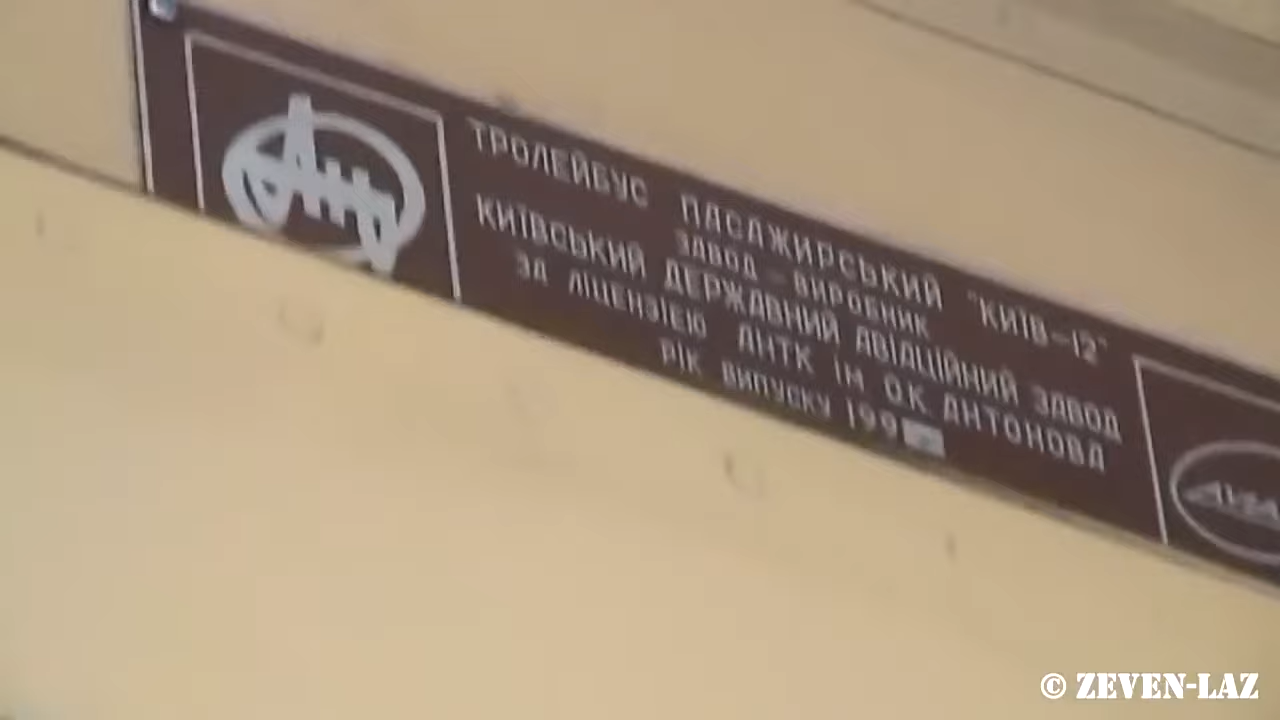 Ант
ТРОЛЕЙБУС ПАСАЖИРСЬКИЙ "КИЇВ-12"
ЗАВОД - ВИРОБНИК
КИЇВСЬКИЙ ДЕРЖАВНИЙ АВІАЦІЙНИЙ ЗАВОД
ЗА ЛІЦЕНЗІЄЮ АНТК ІМ О.К АНТОНОВА
РІК ВИПУСКУ 199
© ZEVEN-LAZ